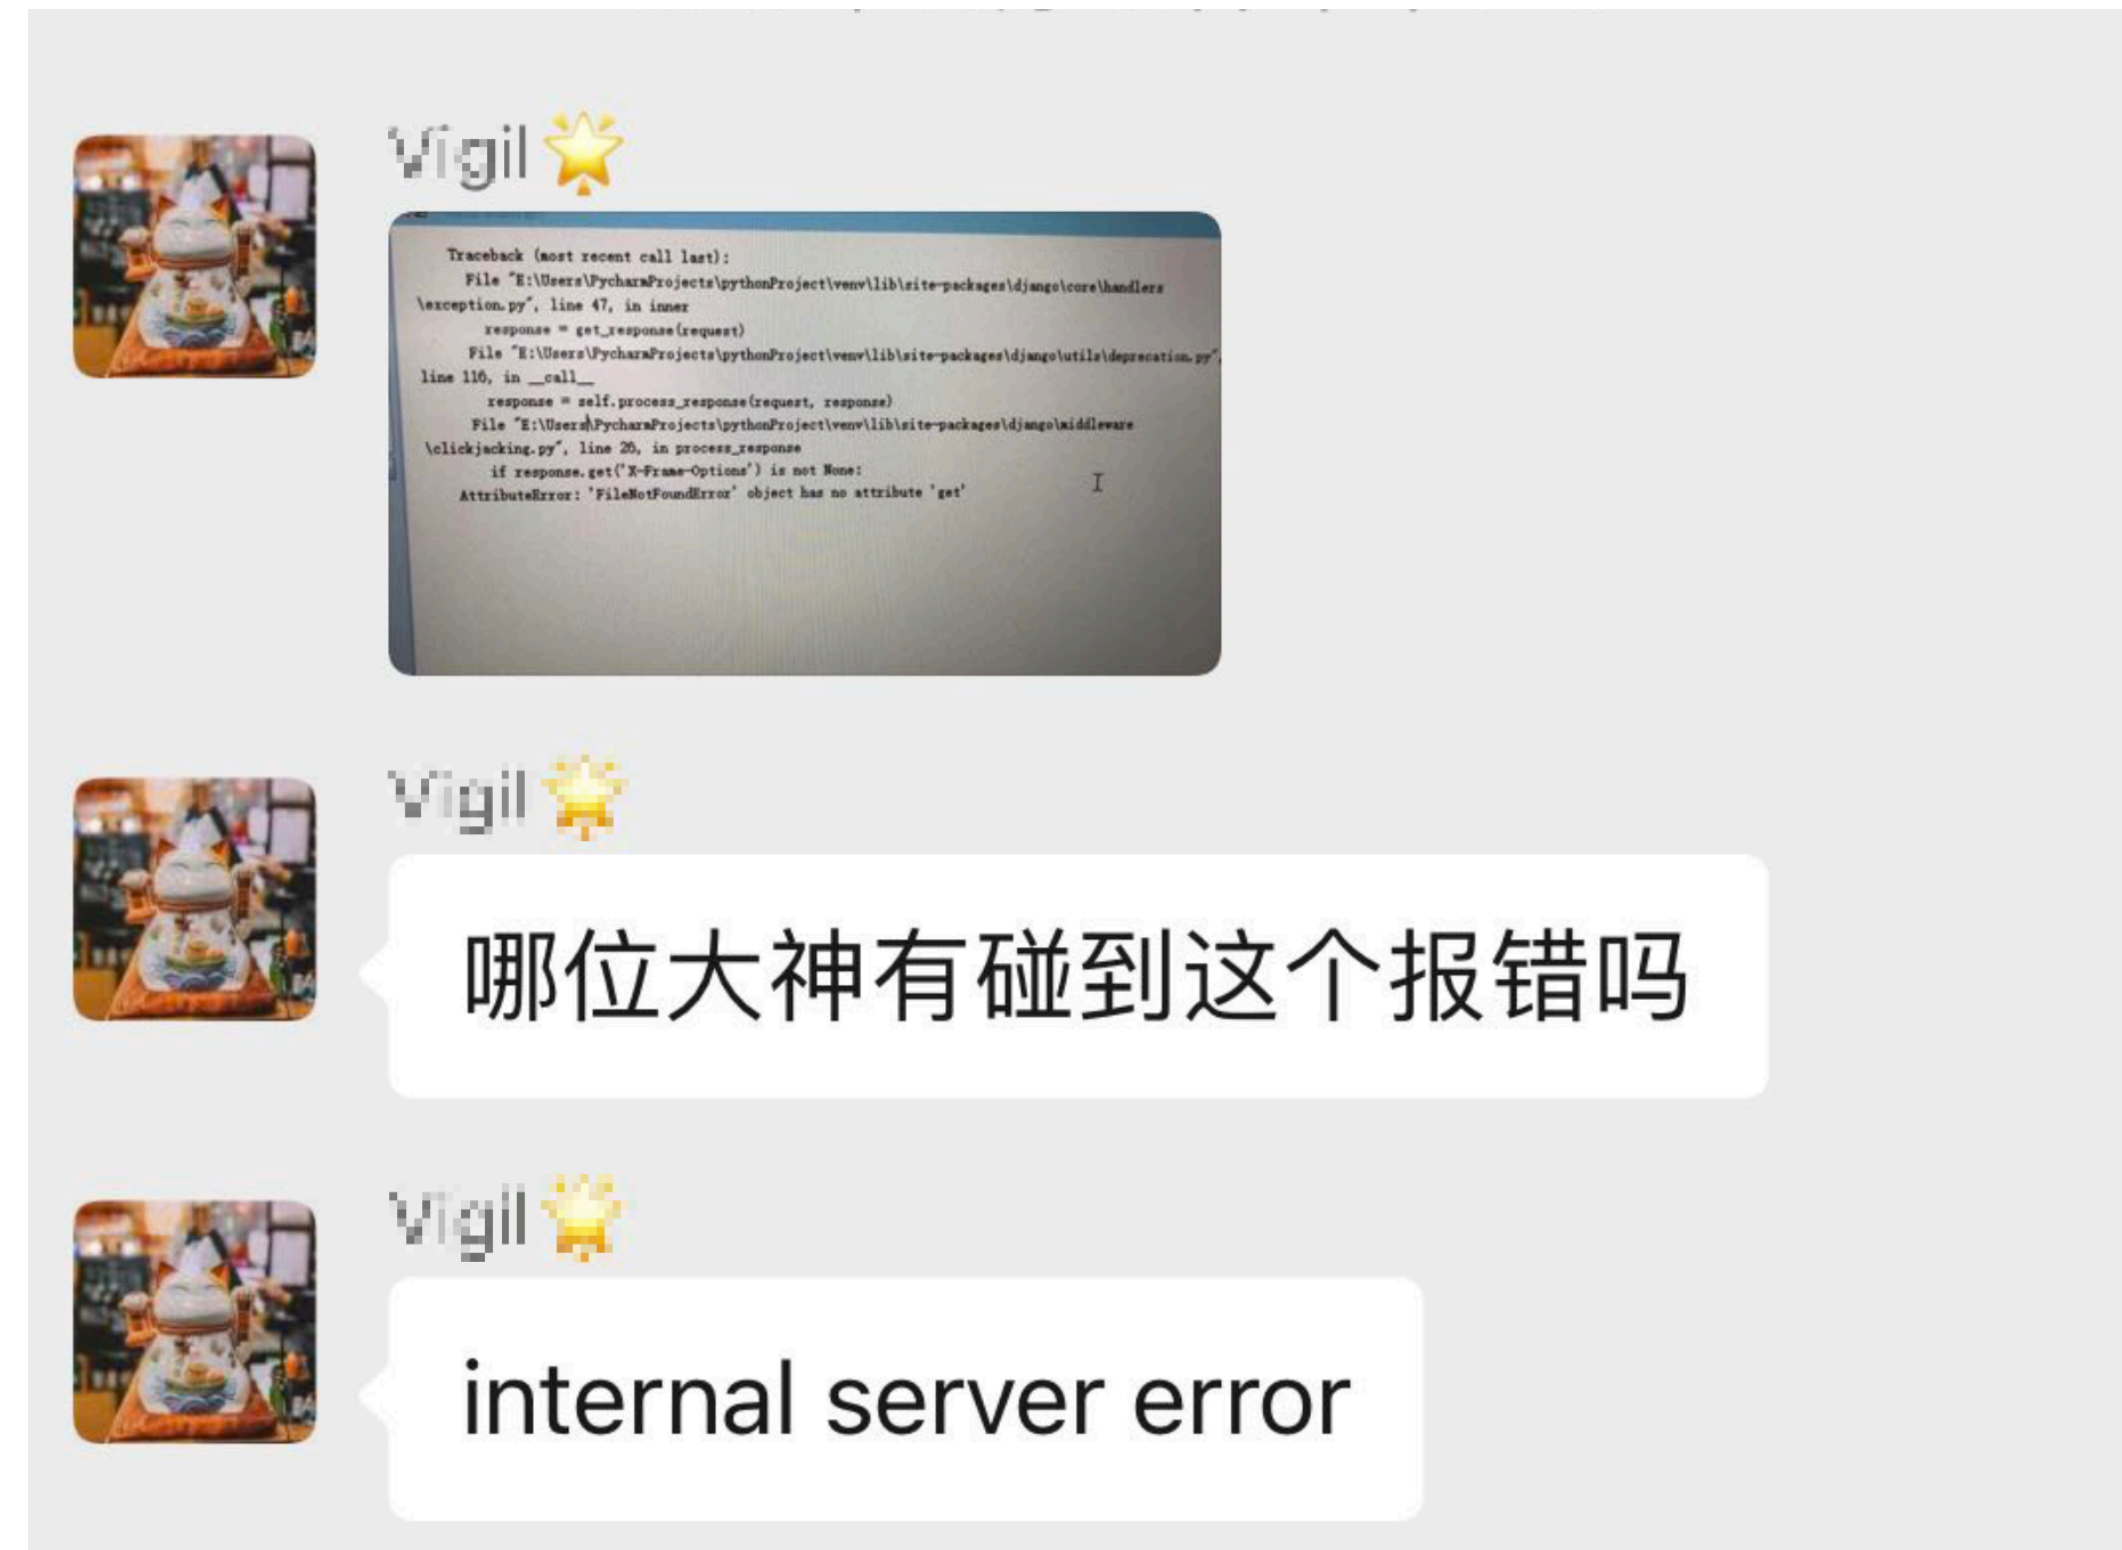 Vigil
Traceback (most recent call last):
File "E:\Users\PycharmProjects\pythonProject\venv\lib\site-packages\django\core\handlers
\exception.py", line 47, in inner
response = get_response(request)
File "E:\Users\PycharmProjects\pythonProject\venv\lib\site-packages\django\utils\deprecation.py",
line 116, in __call__
response = self.process_response(request, response)
File "E:\Users\PycharmProjects\pythonProject\venv\lib\site-packages\django\middleware
\clickjacking.py", line 26, in process_response
if response.get('X-Frame-Options') is not None:
AttributeError: 'FileNotFoundError' object has no attribute 'get'
Vigil
哪位大神有碰到这个报错吗
Vigil
internal server error